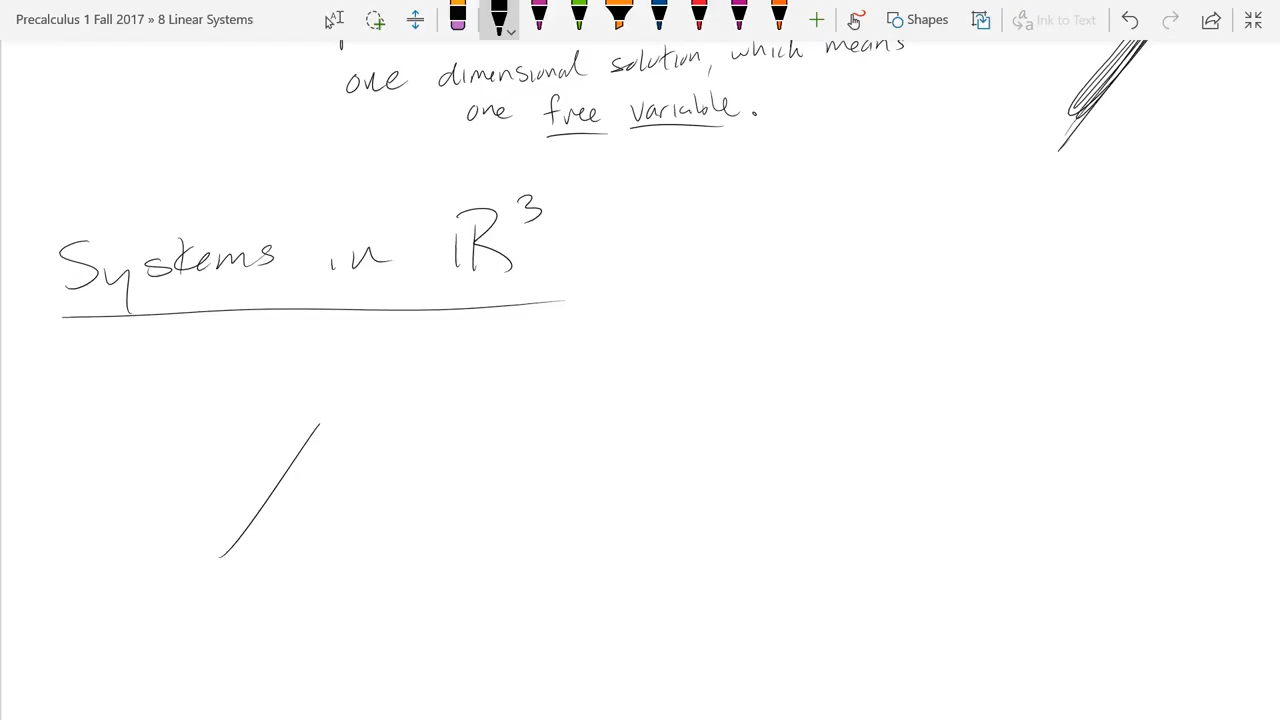 Precalculus 1 Fall 2017 » 8 Linear Systems
Shapes
Ink to Text
one dimensional solution, which means
one free variable.
Systems in ℝ³